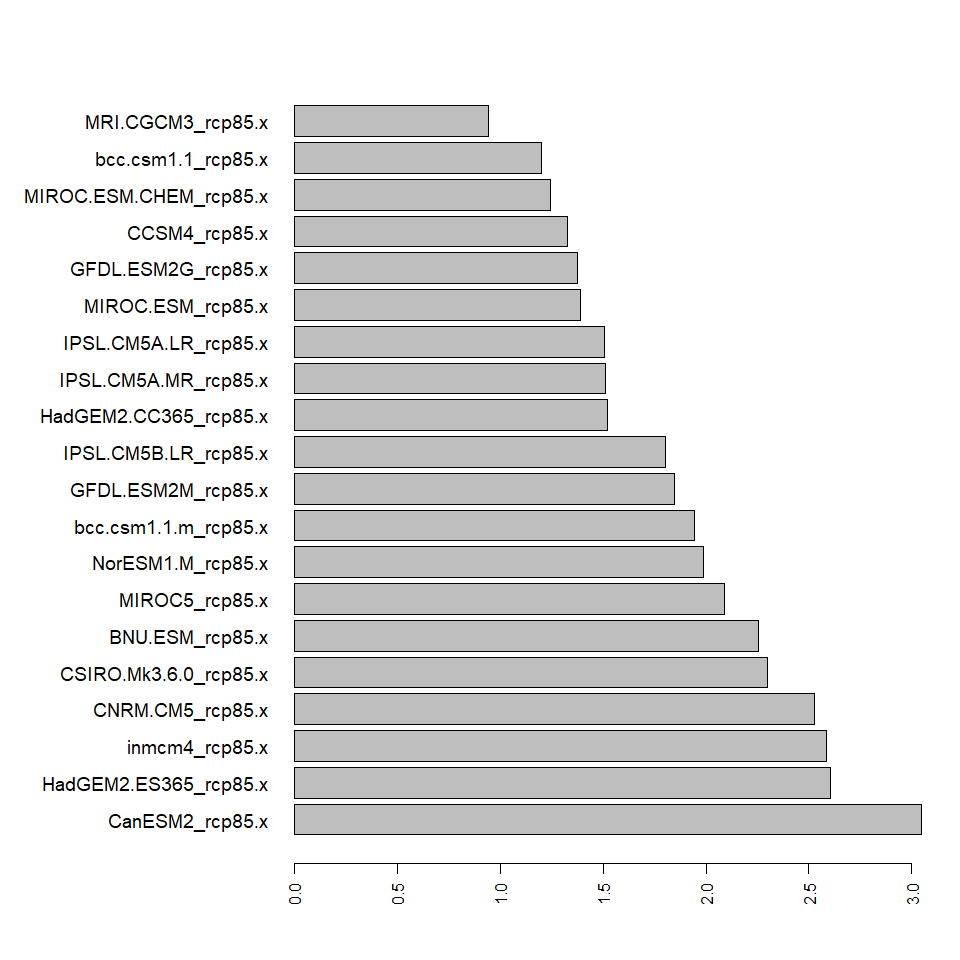 MRI.CGCM3_rcp85.x
bcc.csm1.1_rcp85.x
MIROC.ESM.CHEM_rcp85.x
CCSM4_rcp85.x
GFDL.ESM2G_rcp85.x
MIROC.ESM_rcp85.x
IPSL.CM5A.LR_rcp85.x
IPSL.CM5A.MR_rcp85.x
HadGEM2.CC365_rcp85.x
IPSL.CM5B.LR_rcp85.x
GFDL.ESM2M_rcp85.x
bcc.csm1.1.m_rcp85.x
NorESM1.M_rcp85.x
MIROC5_rcp85.x
BNU.ESM_rcp85.x
CSIRO.Mk3.6.0_rcp85.x
CNRM.CM5_rcp85.x
inmcm4_rcp85.x
HadGEM2.ES365_rcp85.x
CanESM2_rcp85.x
0.0 0.5 1.0 1.5 2.0 2.5 3.0